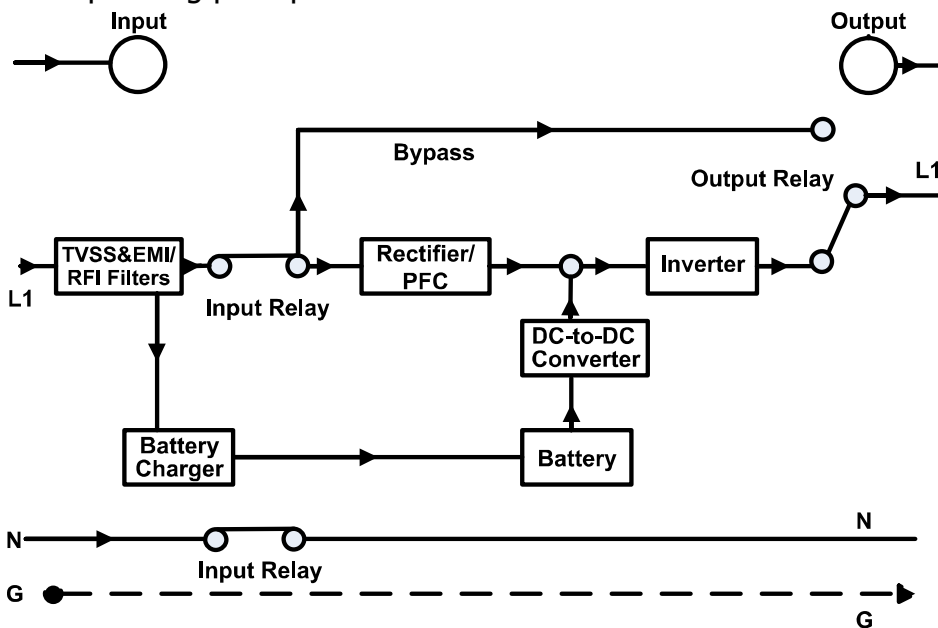 Input
Output
Bypass
Output Relay
L1
TVSS&EMI/
RFI Filters
L1
Input Relay
Rectifier/
PFC
Inverter
DC-to-DC
Converter
Battery
Charger
Battery
N
Input Relay
N
G
G